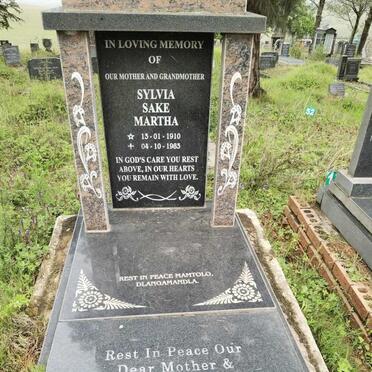 IN LOVING MEMORY
OF
OUR MOTHER AND GRANDMOTHER
SYLVIA
SAKE
MARTHA
☆ 15-01-1910
+ 04-10-1983
IN GOD'S CARE YOU REST
ABOVE, IN OUR HEARTS
YOU REMAIN WITH LOVE.
REST IN PEACE MAMTOLO,
DLANGAMANDLA.
Rest In Peace Our
Dear Mother &
52